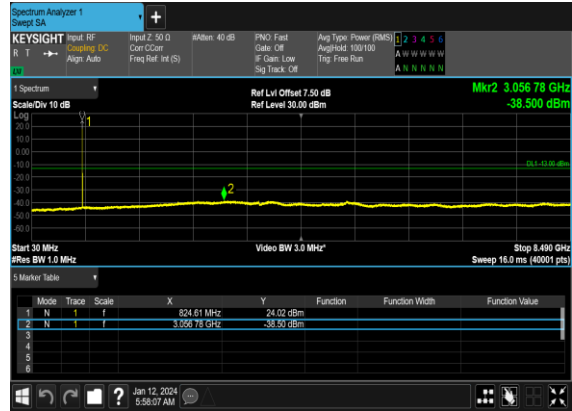 Spectrum Analyzer 1
Swept SA
+
KEYSIGHT Input: RF Input Z: 50 Ω #Atten: 40 dB PNO: Fast Avg Type: Power (RMS) 1 2 3 4 5 6
R T Coupling: DC Corr CCorr Gate: Off Avg|Hold: 100/100 A W W W W W
Align: Auto Freq Ref: Int (S) IF Gain: Low Trig: Free Run
Sig Track: Off A N N N N N
1 Spectrum Ref Lvl Offset 7.50 dB Mkr2 3.056 78 GHz
Scale/Div 10 dB Ref Level 30.00 dBm -38.500 dBm
Log
20.0
10.0
0.00
-10.0
-20.0
-30.0
-40.0
-50.0
-60.0
1
DL1 -13.00 dBm
2
Start 30 MHz Video BW 3.0 MHz* Stop 8.490 GHz
#Res BW 1.0 MHz Sweep 16.0 ms (40001 pts)
5 Marker Table
Mode Trace Scale X Y Function Function Width Function Value
1 N 1 f 824.61 MHz 24.02 dBm
2 N 1 f 3.056 78 GHz -38.50 dBm
3
4
5
6
? Jan 12, 2024
5:58:07 AM